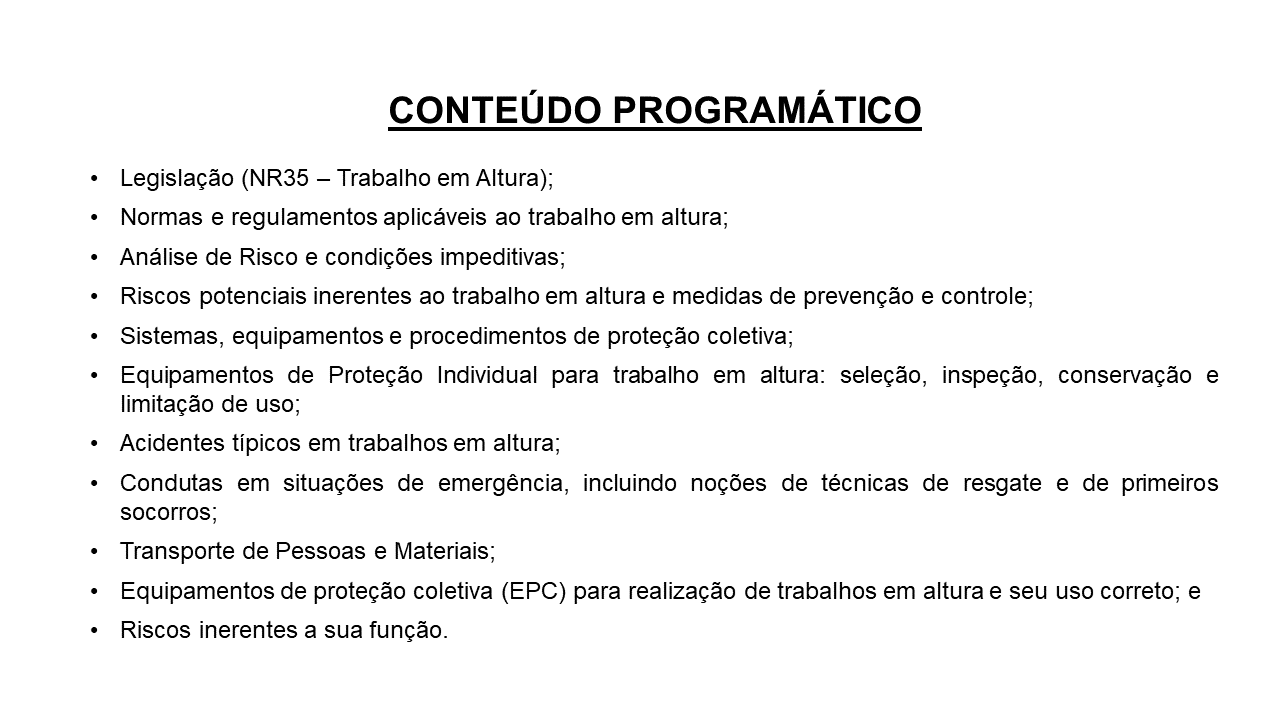 CONTEÚDO PROGRAMÁTICO
• Legislação (NR35 – Trabalho em Altura);
• Normas e regulamentos aplicáveis ao trabalho em altura;
• Análise de Risco e condições impeditivas;
• Riscos potenciais inerentes ao trabalho em altura e medidas de prevenção e controle;
• Sistemas, equipamentos e procedimentos de proteção coletiva;
• Equipamentos de Proteção Individual para trabalho em altura: seleção, inspeção, conservação e
limitação de uso;
• Acidentes típicos em trabalhos em altura;
• Condutas em situações de emergência, incluindo noções de técnicas de resgate e de primeiros
socorros;
• Transporte de Pessoas e Materiais;
• Equipamentos de proteção coletiva (EPC) para realização de trabalhos em altura e seu uso correto; e
• Riscos inerentes a sua função.